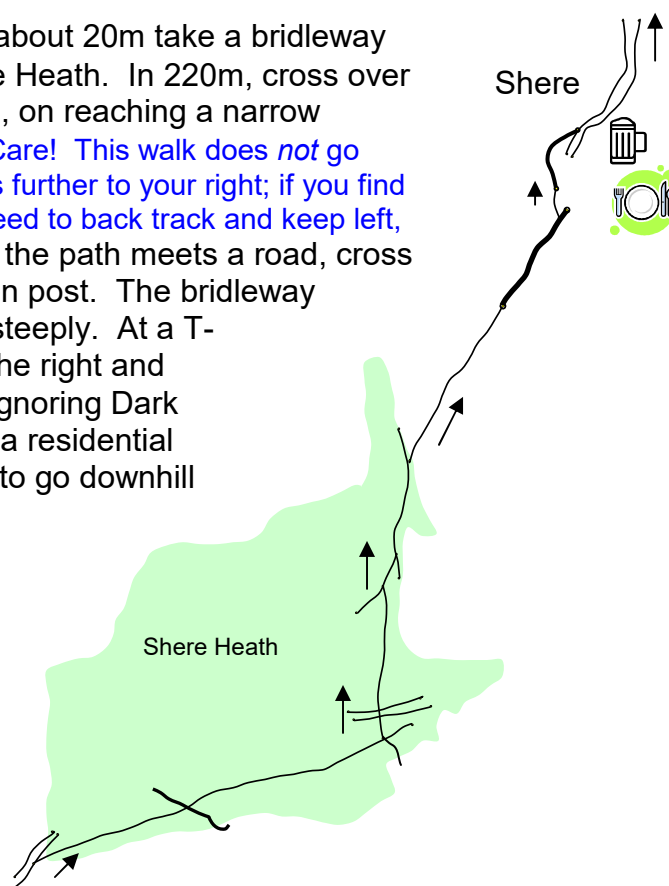 about 20m take a bridleway
e Heath. In 220m, cross over
, on reaching a narrow
Care! This walk does not go
s further to your right; if you find
eed to back track and keep left,
the path meets a road, cross
n post. The bridleway
steeply. At a T-
he right and
gnoring Dark
a residential
to go downhill
Shere
Shere Heath